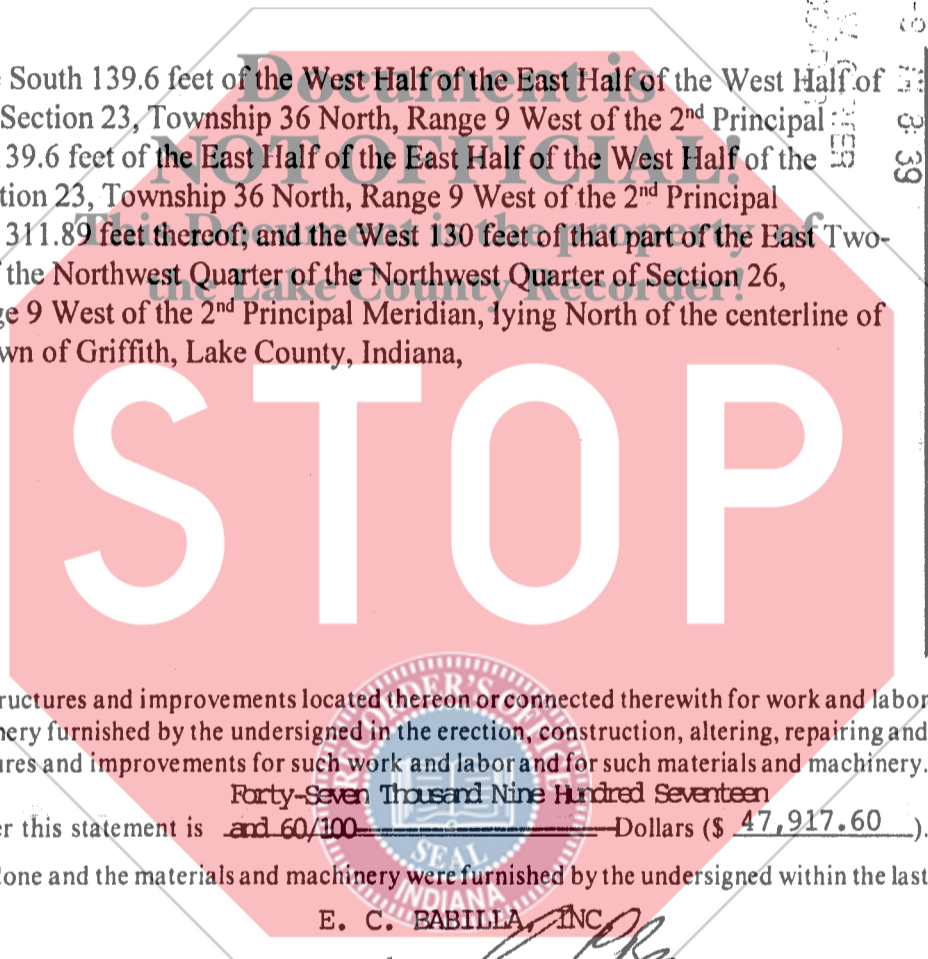 South 139.6 feet of the West Half of the East Half of the West Half of
Section 23, Township 36 North, Range 9 West of the 2nd Principal
39.6 feet of the East Half of the East Half of the West Half of the
tion 23, Township 36 North, Range 9 West of the 2nd Principal
311.89 feet thereof; and the West 130 feet of that part of the East Two-
the Northwest Quarter of the Northwest Quarter of Section 26,
ge 9 West of the 2nd Principal Meridian, lying North of the centerline of
wn of Griffith, Lake County, Indiana,
Document is
NOT OFFICIAL!
This Document is the property of
the Lake County Recorder!
STOP
ructures and improvements located thereon or connected therewith for work and labor
nery furnished by the undersigned in the erection, construction, altering, repairing and
ures and improvements for such work and labor and for such materials and machinery.
Forty-Seven Thousand Nine Hundred Seventeen
er this statement is and 60/100 Dollars ($ 47,917.60 ).
one and the materials and machinery were furnished by the undersigned within the last
E. C. BABILLA, INC
RECORDER'S OFFICE
SEAL
INDIANA
3 39